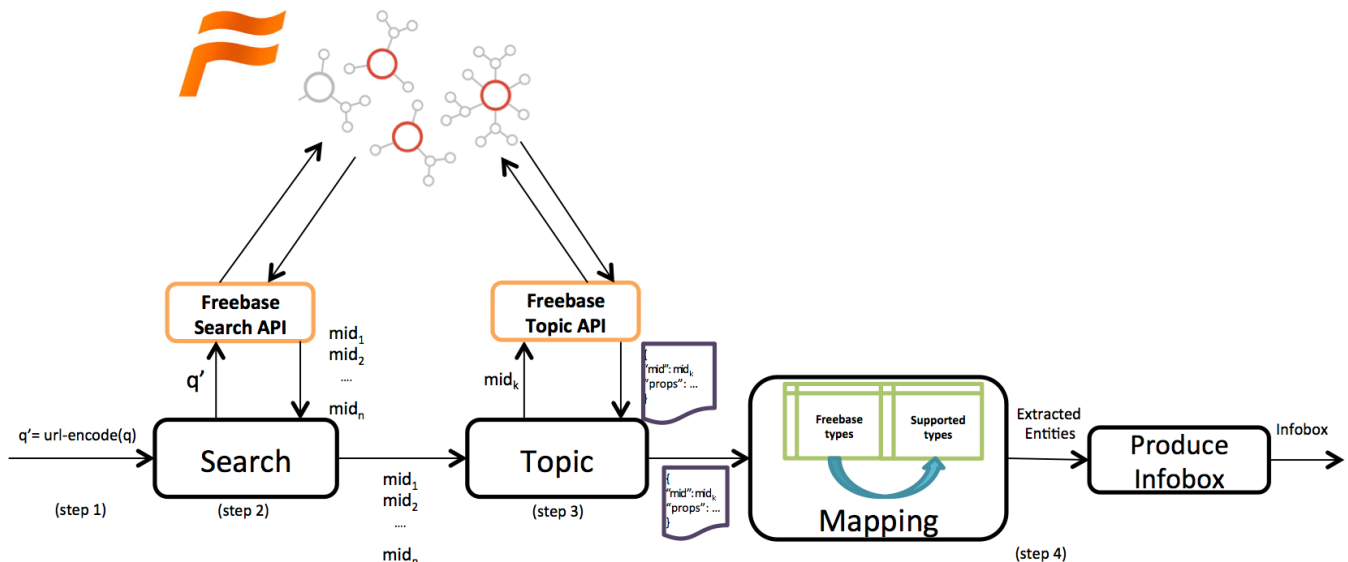 Freebase
Search API
Freebase
Topic API
mid1
mid2
....
midn
q’
midk
{
“mid”: midk
“props”: ...
}
q’= url-encode(q)
Search
Topic
Freebase
types
Supported
types
Mapping
Extracted
Entities
Produce
Infobox
Infobox
mid1
mid2
....
midn
{
“mid”: midk
“props”: ...
}
(step 1)
(step 2)
(step 3)
(step 4)